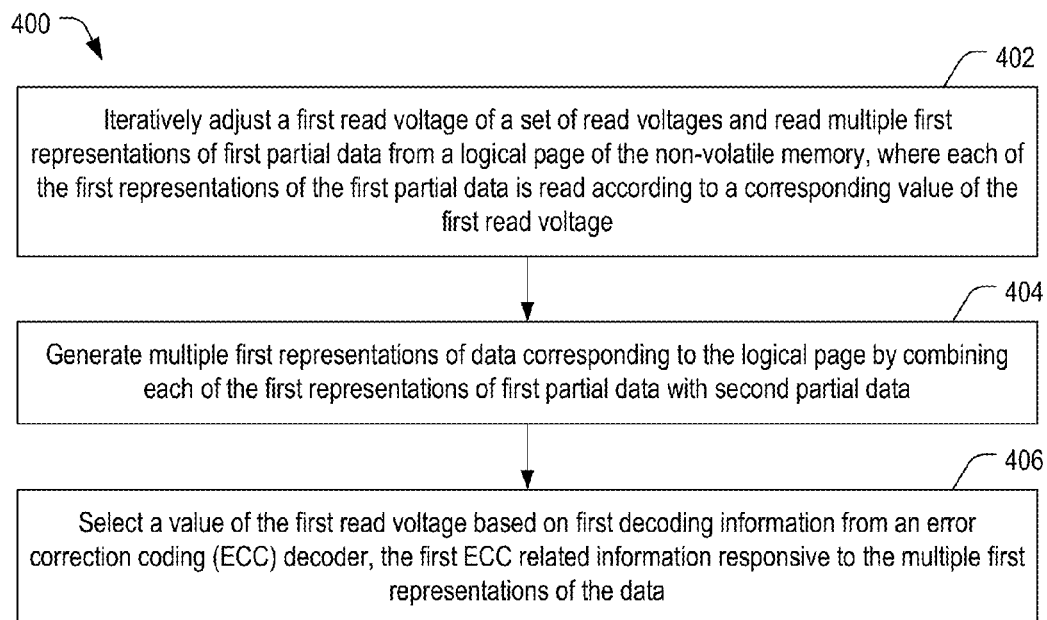 400
402
Iteratively adjust a first read voltage of a set of read voltages and read multiple first
representations of first partial data from a logical page of the non-volatile memory, where each of
the first representations of the first partial data is read according to a corresponding value of the
first read voltage
404
Generate multiple first representations of data corresponding to the logical page by combining
each of the first representations of first partial data with second partial data
406
Select a value of the first read voltage based on first decoding information from an error
correction coding (ECC) decoder, the first ECC related information responsive to the multiple first
representations of the data